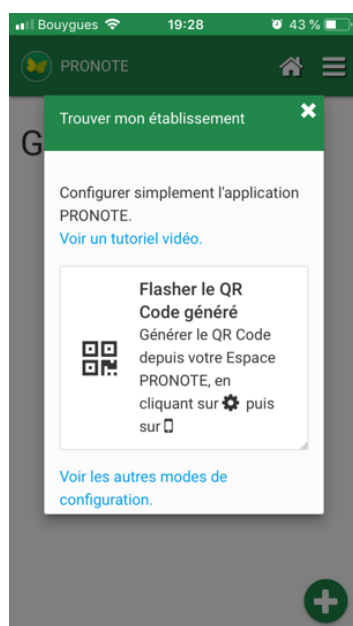 Bouygues 19:28 43 %
PRONOTE
G
Trouver mon établissement
Configurer simplement l'application
PRONOTE.
Voir un tutoriel vidéo.
Flasher le QR
Code généré
Générer le QR Code
depuis votre Espace
PRONOTE, en
cliquant sur puis
sur
Voir les autres modes de
configuration.